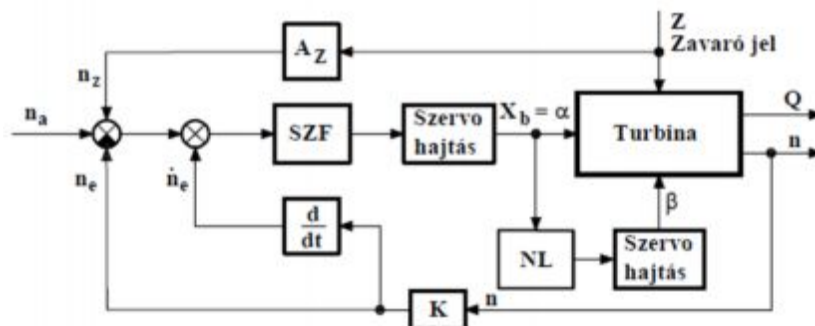 Z
Zavaró jel
A_Z
n_z
n_a
SZF
Szervo
hajtás
X_b = α
Turbina
Q
n
n_e
ṅ_e
β
d
dt
NL
Szervo
hajtás
n
K